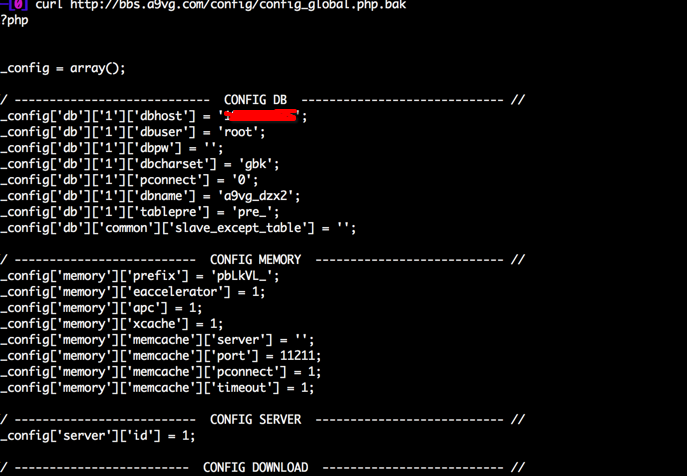 —[0] curl http://bbs.a9vg.com/config/config_global.php.bak
?php
_config = array();
/ ---------------------------- CONFIG DB ----------------------------- //
_config['db']['1']['dbhost'] = '1';
_config['db']['1']['dbuser'] = 'root';
_config['db']['1']['dbpw'] = '';
_config['db']['1']['dbcharset'] = 'gbk';
_config['db']['1']['pconnect'] = '0';
_config['db']['1']['dbname'] = 'a9vg_dzx2';
_config['db']['1']['tablepre'] = 'pre_';
_config['db']['common']['slave_except_table'] = '';
/ -------------------------- CONFIG MEMORY --------------------------- //
_config['memory']['prefix'] = 'pbLkVL_';
_config['memory']['eaccelerator'] = 1;
_config['memory']['apc'] = 1;
_config['memory']['xcache'] = 1;
_config['memory']['memcache']['server'] = '';
_config['memory']['memcache']['port'] = 11211;
_config['memory']['memcache']['pconnect'] = 1;
_config['memory']['memcache']['timeout'] = 1;
/ -------------------------- CONFIG SERVER --------------------------- //
_config['server']['id'] = 1;
/ ------------------------- CONFIG DOWNLOAD -------------------------- //